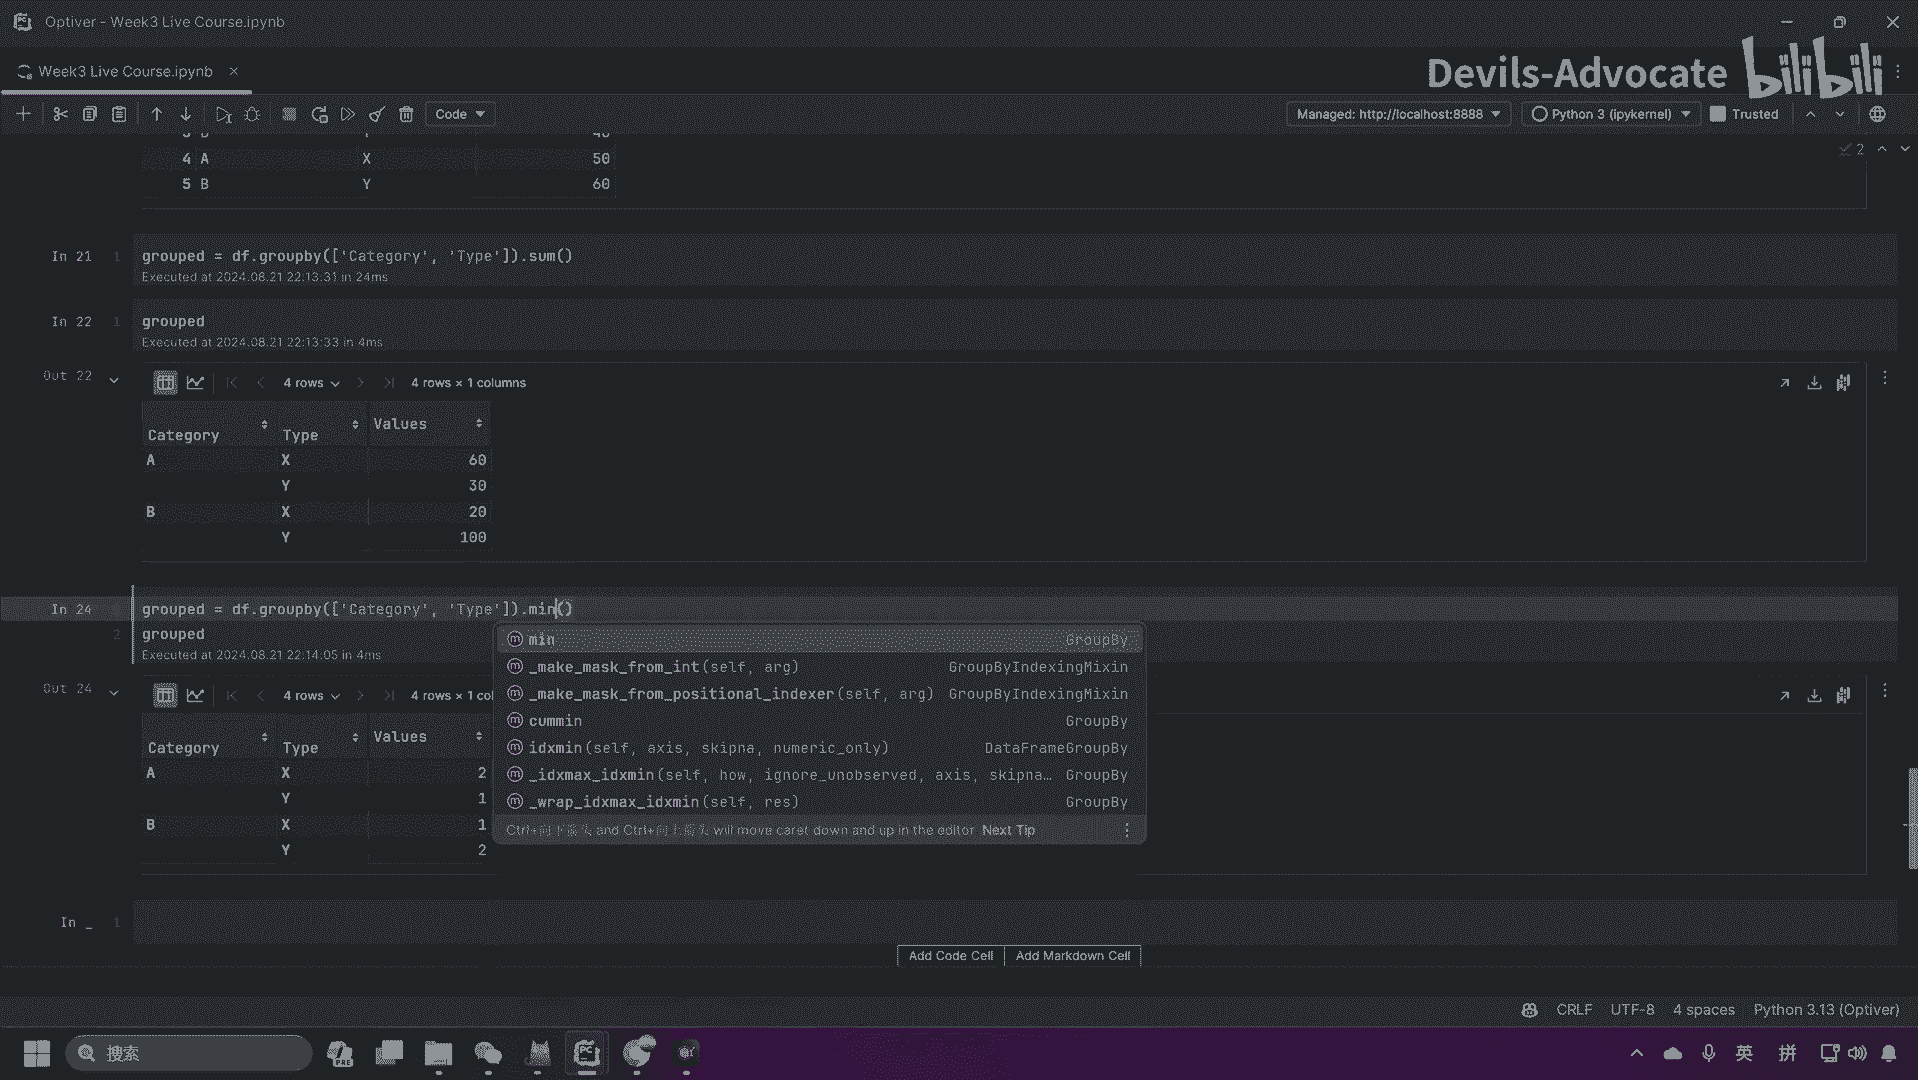 Optiver - Week3 Live Course.ipynb
Week3 Live Course.ipynb
Devils-Advocate bilibili
Code
Managed: http://localhost:8888
Python 3 (ipykernel)
Trusted
2
4 A X 50
5 B Y 60
In 21 1 grouped = df.groupby(['Category', 'Type']).sum()
Executed at 2024.08.21 22:13:31 in 24ms
In 22 1 grouped
Executed at 2024.08.21 22:13:33 in 4ms
Out 22 4 rows 4 rows × 1 columns
Category Type Values
A X 60
Y 30
B X 20
Y 100
In 24 grouped = df.groupby(['Category', 'Type']).min()
2 grouped
Executed at 2024.08.21 22:14:05 in 4ms
min GroupBy
_make_mask_from_int(self, arg) GroupByIndexingMixin
_make_mask_from_positional_indexer(self, arg) GroupByIndexingMixin
cummin GroupBy
idxmin(self, axis, skipna, numeric_only) DataFrameGroupBy
_idxmax_idxmin(self, how, ignore_unobserved, axis, skipna… GroupBy
_wrap_idxmax_idxmin(self, res) GroupBy
and Ctrl+ will move caret down and up in the editor Next Tip
Out 24 4 rows 4 rows × 1 col
Category Type Values
A X 2
Y 1
B X 1
Y 2
In _ 1
Add Code Cell Add Markdown Cell
CRLF UTF-8 4 spaces Python 3.13 (Optiver)
搜索
英 拼